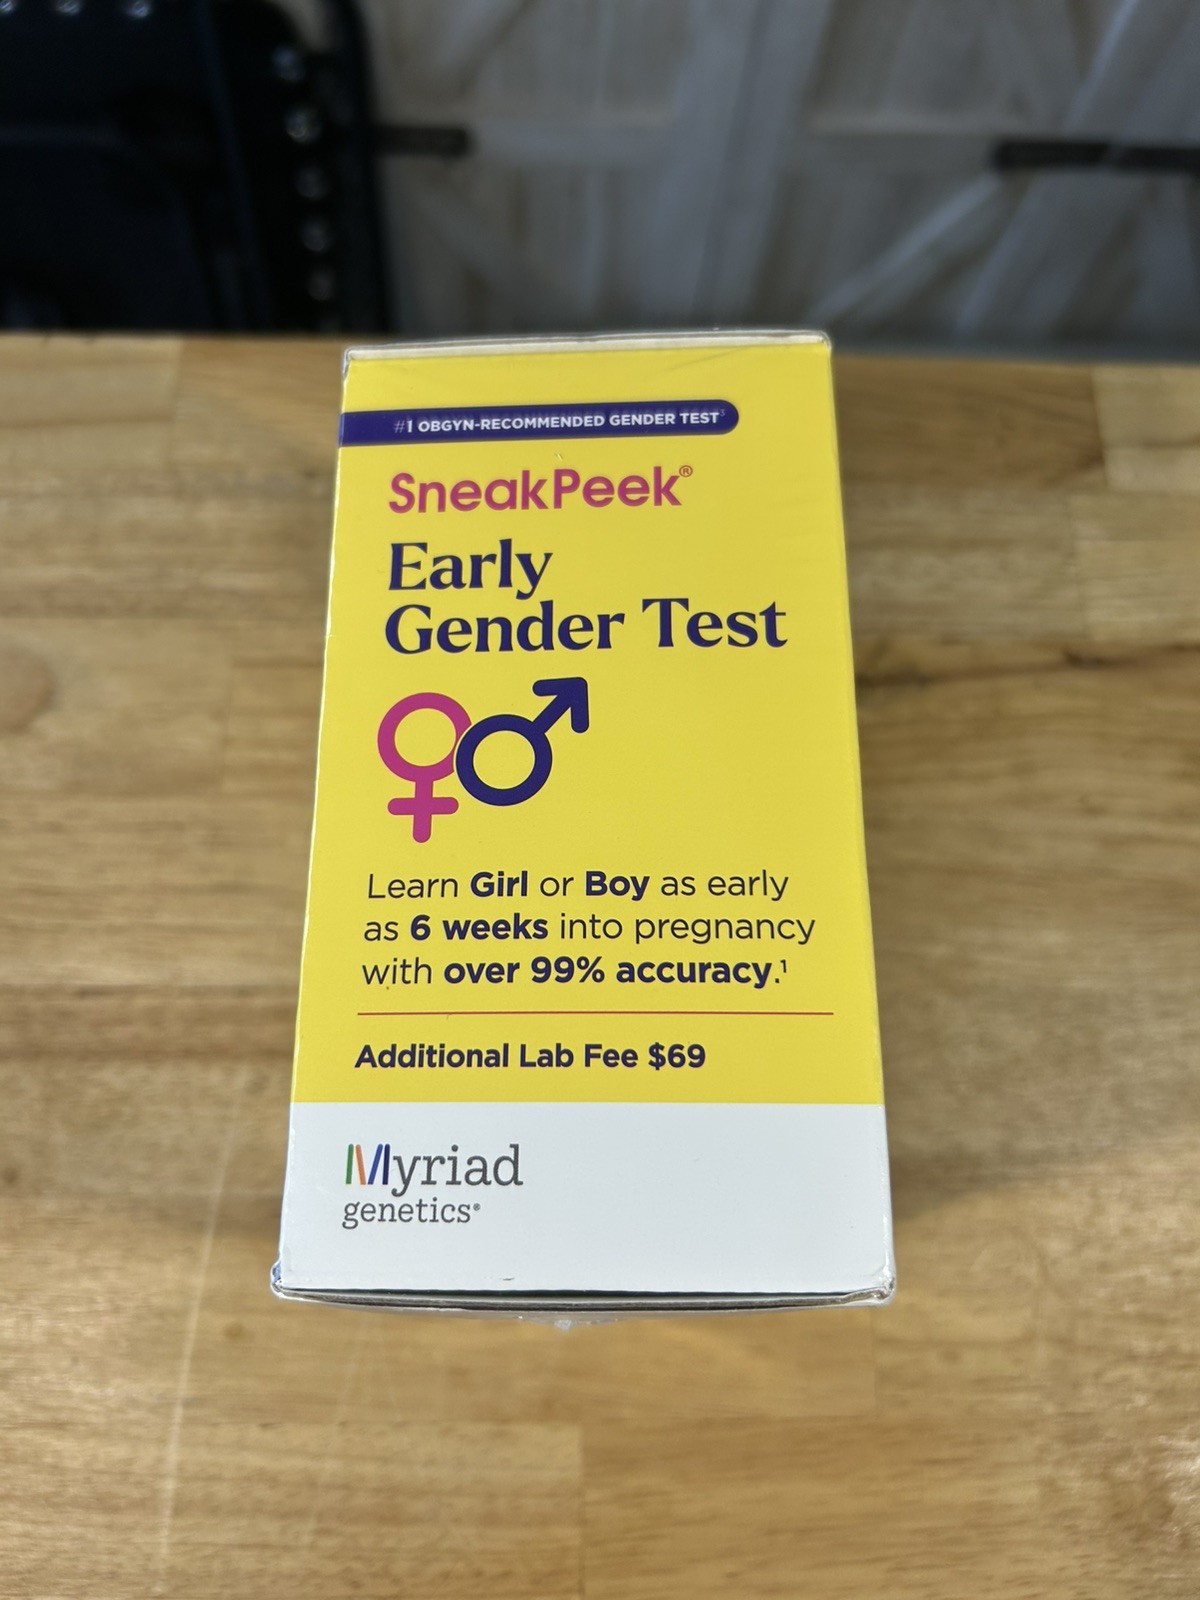 #1 OBGYN-RECOMMENDED GENDER TEST³
SneakPeek®
Early
Gender Test
Learn Girl or Boy as early
as 6 weeks into pregnancy
with over 99% accuracy.¹
Additional Lab Fee $69
Myriad
genetics®